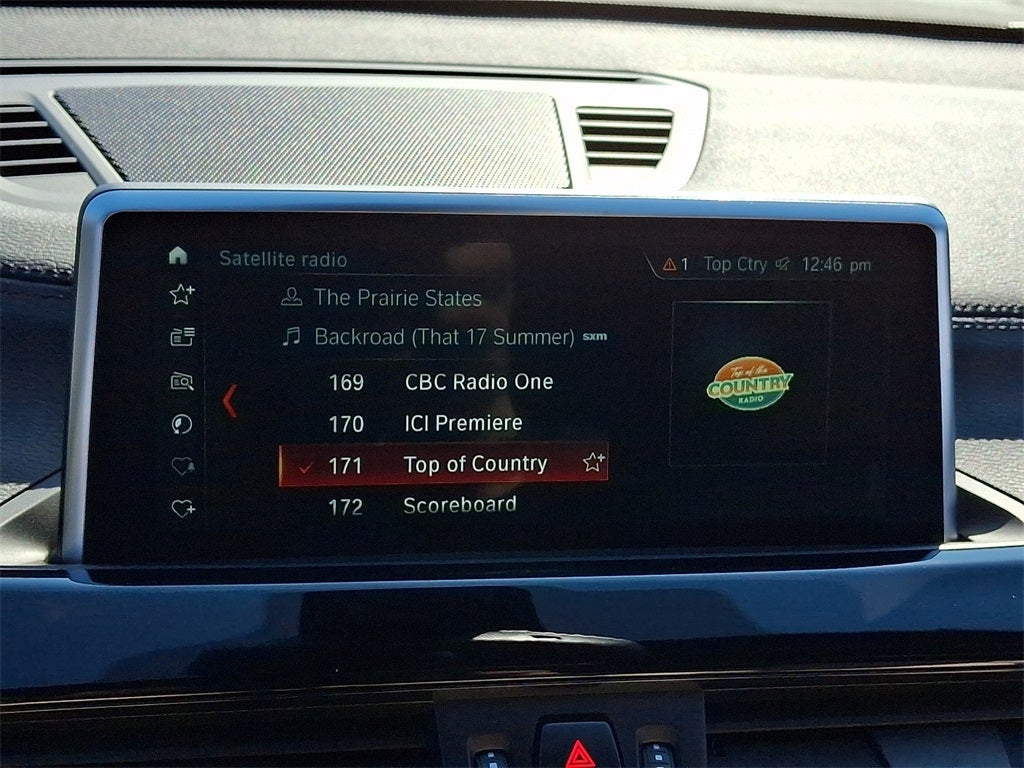 Satellite radio
1 Top Ctry 12:46 pm
The Prairie States
Backroad (That 17 Summer) sxm
169 CBC Radio One
170 ICI Premiere
171 Top of Country
172 Scoreboard
Top of the
COUNTRY
RADIO